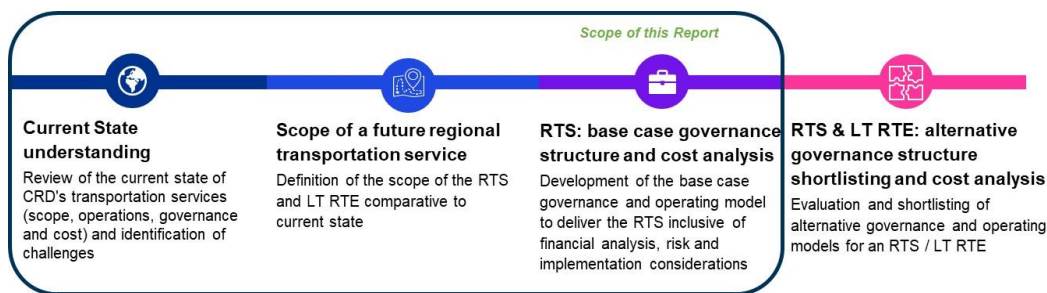 Scope of this Report
Current State
understanding
Review of the current state of
CRD's transportation services
(scope, operations, governance
and cost) and identification of
challenges
Scope of a future regional
transportation service
Definition of the scope of the RTS
and LT RTE comparative to
current state
RTS: base case governance
structure and cost analysis
Development of the base case
governance and operating model
to deliver the RTS inclusive of
financial analysis, risk and
implementation considerations
RTS & LT RTE: alternative
governance structure
shortlisting and cost analysis
Evaluation and shortlisting of
alternative governance and operating
models for an RTS / LT RTE